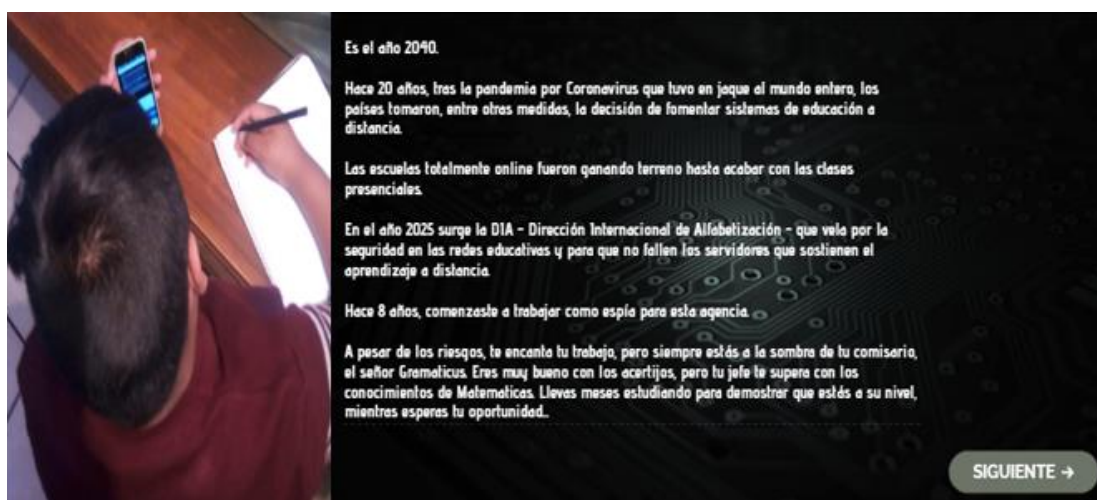 Es el año 2040.
Hace 20 años, tras la pandemia por Coronavirus que tuvo en jaque al mundo entero, los
países tomaron, entre otras medidas, la decisión de fomentar sistemas de educación a
distancia.
Las escuelas totalmente online fueron ganando terreno hasta acabar con las clases
presenciales.
En el año 2025 surge la DIA - Dirección Internacional de Alfabetización - que vela por la
seguridad en las redes educativas y para que no fallen los servidores que sostienen el
aprendizaje a distancia.
Hace 8 años, comenzaste a trabajar como espía para esta agencia.
A pesar de los riesgos, te encanta tu trabajo, pero siempre estás a la sombra de tu comisario,
el señor Gramaticus. Eres muy bueno con los acertijos, pero tu jefe te supera con los
conocimientos de Matematicas. Llevas meses estudiando para demostrar que estás a su nivel,
mientras esperas tu oportunidad...
SIGUIENTE →